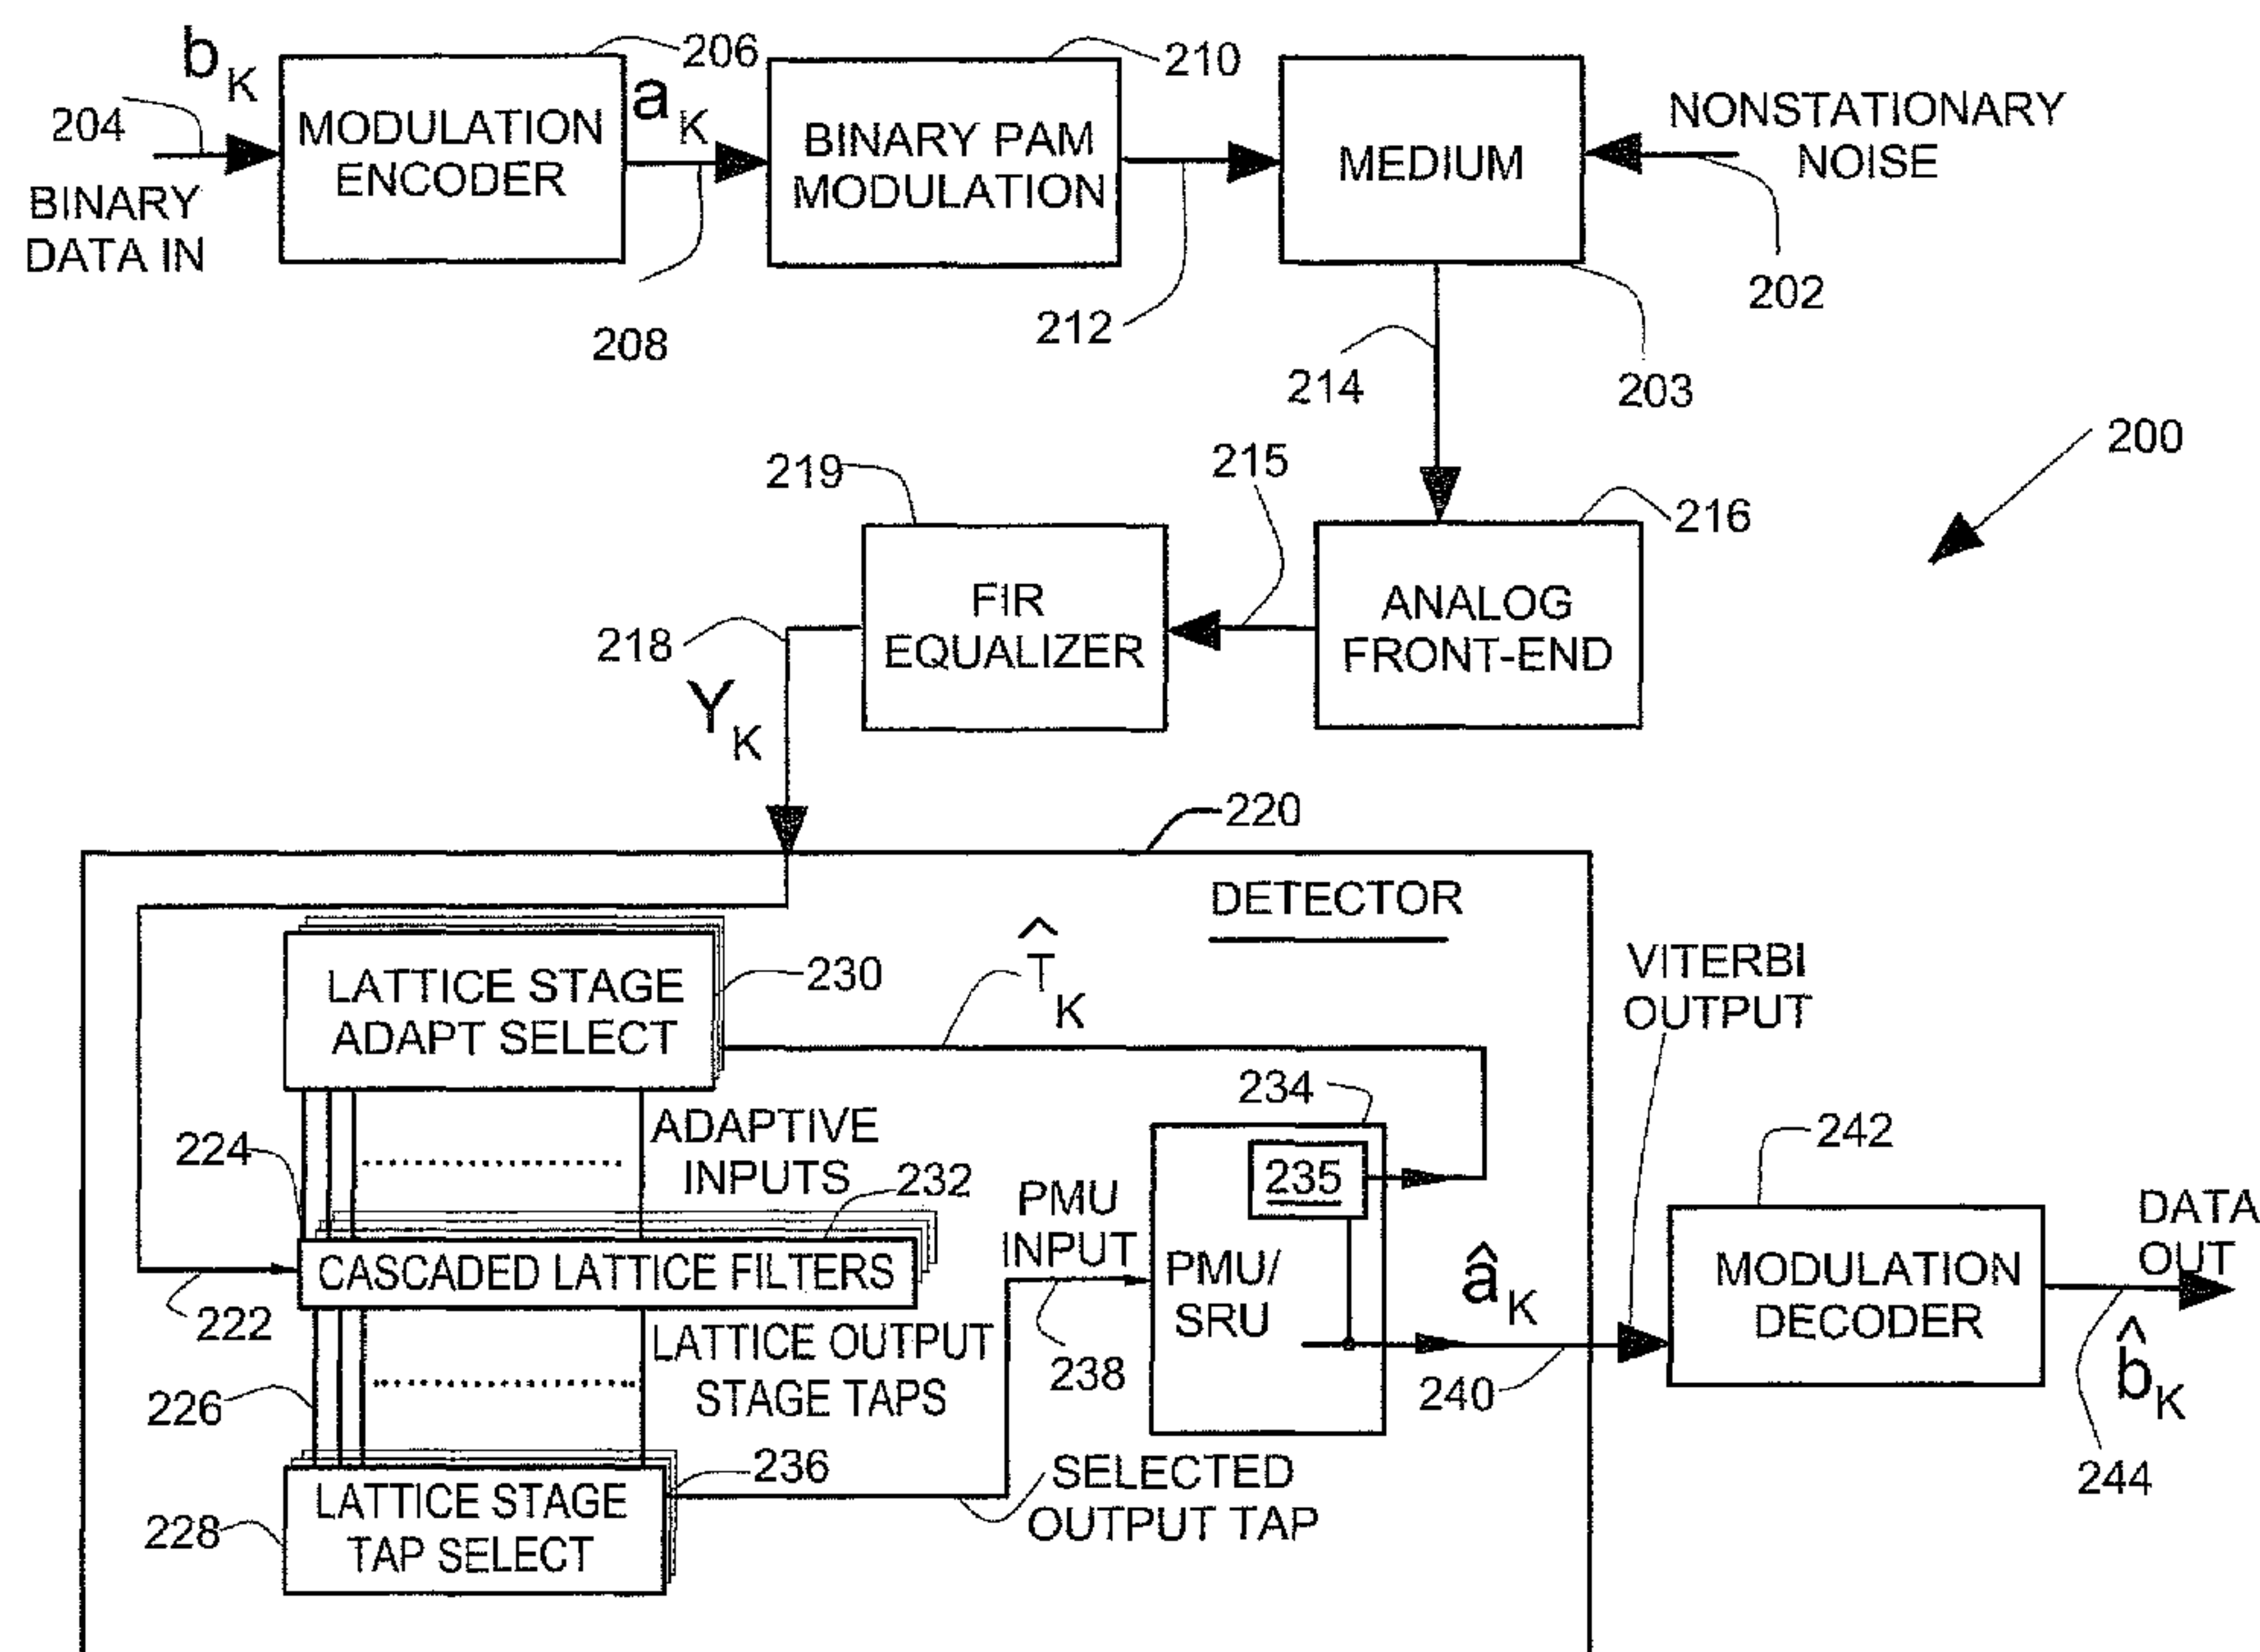 b K
206
a K
210
204
MODULATION
ENCODER
BINARY PAM
MODULATION
MEDIUM
NONSTATIONARY
NOISE
BINARY
DATA IN
208
212
214
203
202
200
219
215
216
FIR
EQUALIZER
ANALOG
FRONT-END
218
Y K
220
DETECTOR
T̂ K
VITERBI
OUTPUT
LATTICE STAGE
ADAPT SELECT
230
234
224
ADAPTIVE
INPUTS
232
PMU
INPUT
235
242
DATA
OUT
CASCADED LATTICE FILTERS
PMU/
SRU
â K
MODULATION
DECODER
222
LATTICE OUTPUT
STAGE TAPS
238
240
b̂ K
226
236
SELECTED
OUTPUT TAP
244
228
LATTICE STAGE
TAP SELECT